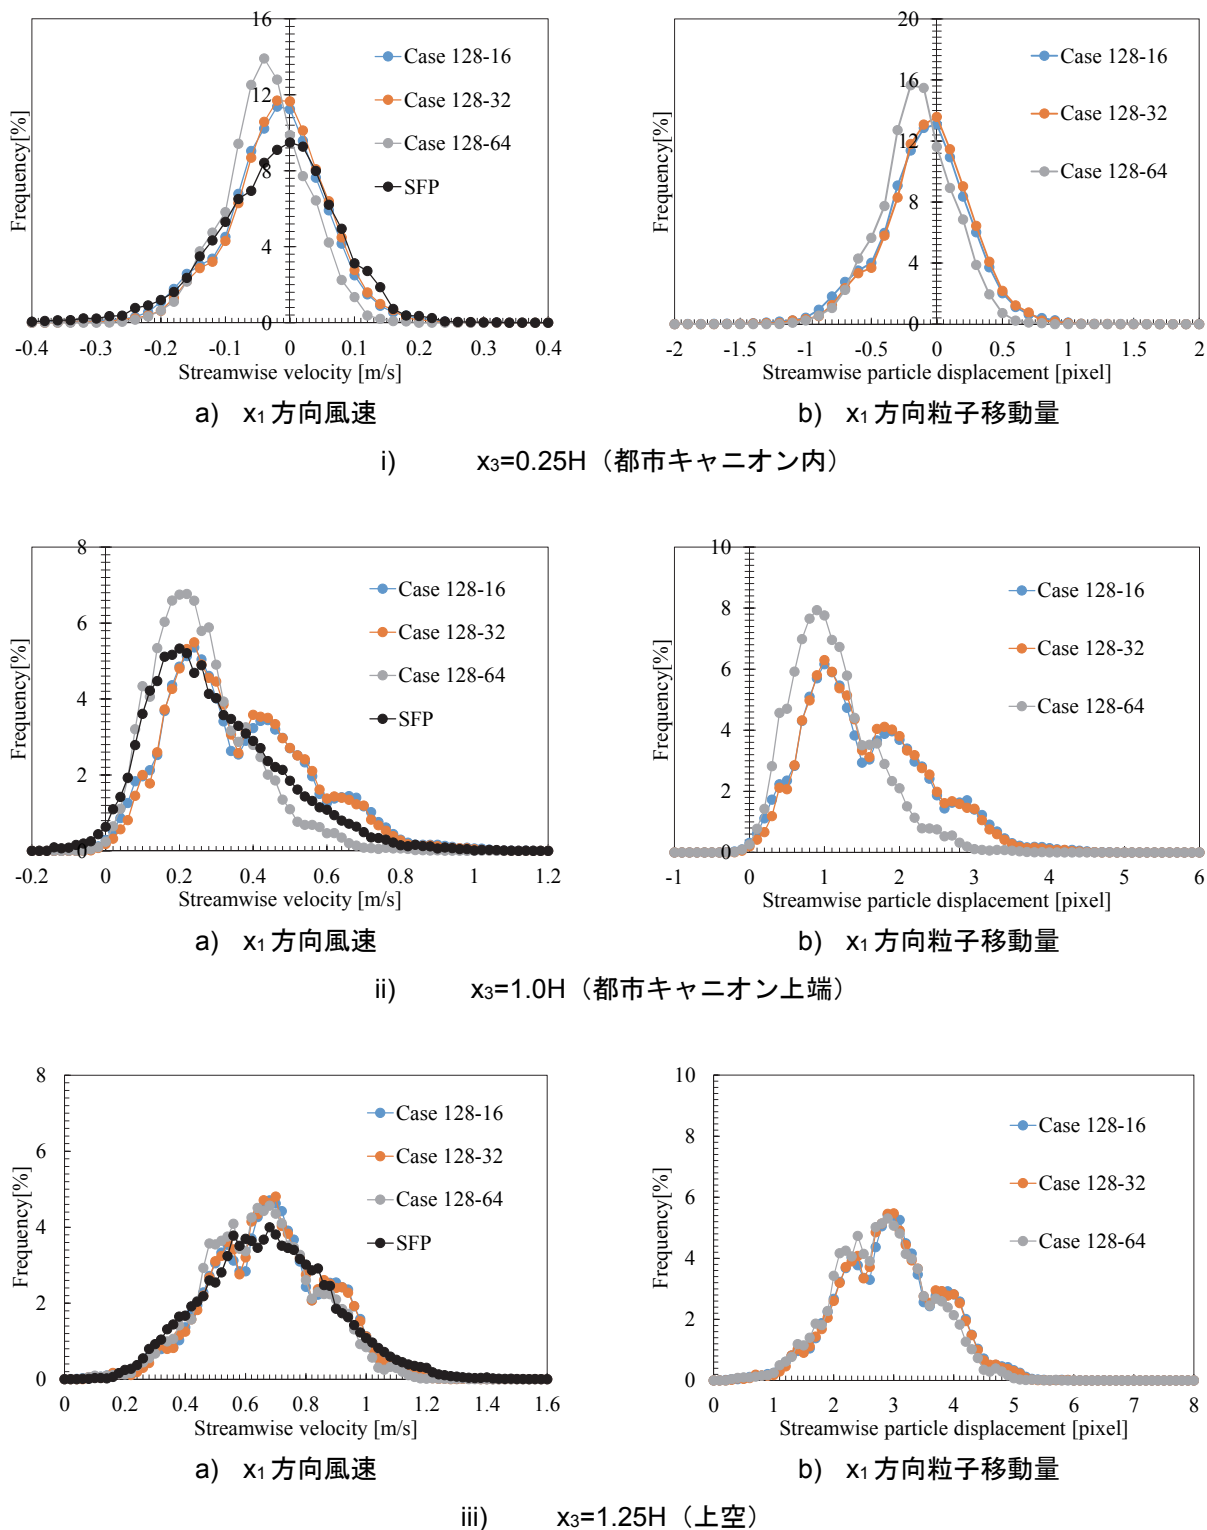 16
12
8
4
0
Frequency[%]
Case 128-16
Case 128-32
Case 128-64
SFP
-0.4 -0.3 -0.2 -0.1 0 0.1 0.2 0.3 0.4
Streamwise velocity [m/s]
a) x1 方向風速
20
16
12
8
4
0
Frequency[%]
Case 128-16
Case 128-32
Case 128-64
-2 -1.5 -1 -0.5 0 0.5 1 1.5 2
Streamwise particle displacement [pixel]
b) x1 方向粒子移動量
i) x3=0.25H（都市キャニオン内）
8
6
4
2
0
Frequency[%]
Case 128-16
Case 128-32
Case 128-64
SFP
-0.2 0 0.2 0.4 0.6 0.8 1 1.2
Streamwise velocity [m/s]
a) x1 方向風速
10
8
6
4
2
0
Frequency[%]
Case 128-16
Case 128-32
Case 128-64
-1 0 1 2 3 4 5 6
Streamwise particle displacement [pixel]
b) x1 方向粒子移動量
ii) x3=1.0H（都市キャニオン上端）
8
6
4
2
0
Frequency[%]
Case 128-16
Case 128-32
Case 128-64
SFP
0 0.2 0.4 0.6 0.8 1 1.2 1.4 1.6
Streamwise velocity [m/s]
a) x1 方向風速
10
8
6
4
2
0
Frequency[%]
Case 128-16
Case 128-32
Case 128-64
0 1 2 3 4 5 6 7 8
Streamwise particle displacement [pixel]
b) x1 方向粒子移動量
iii) x3=1.25H（上空）